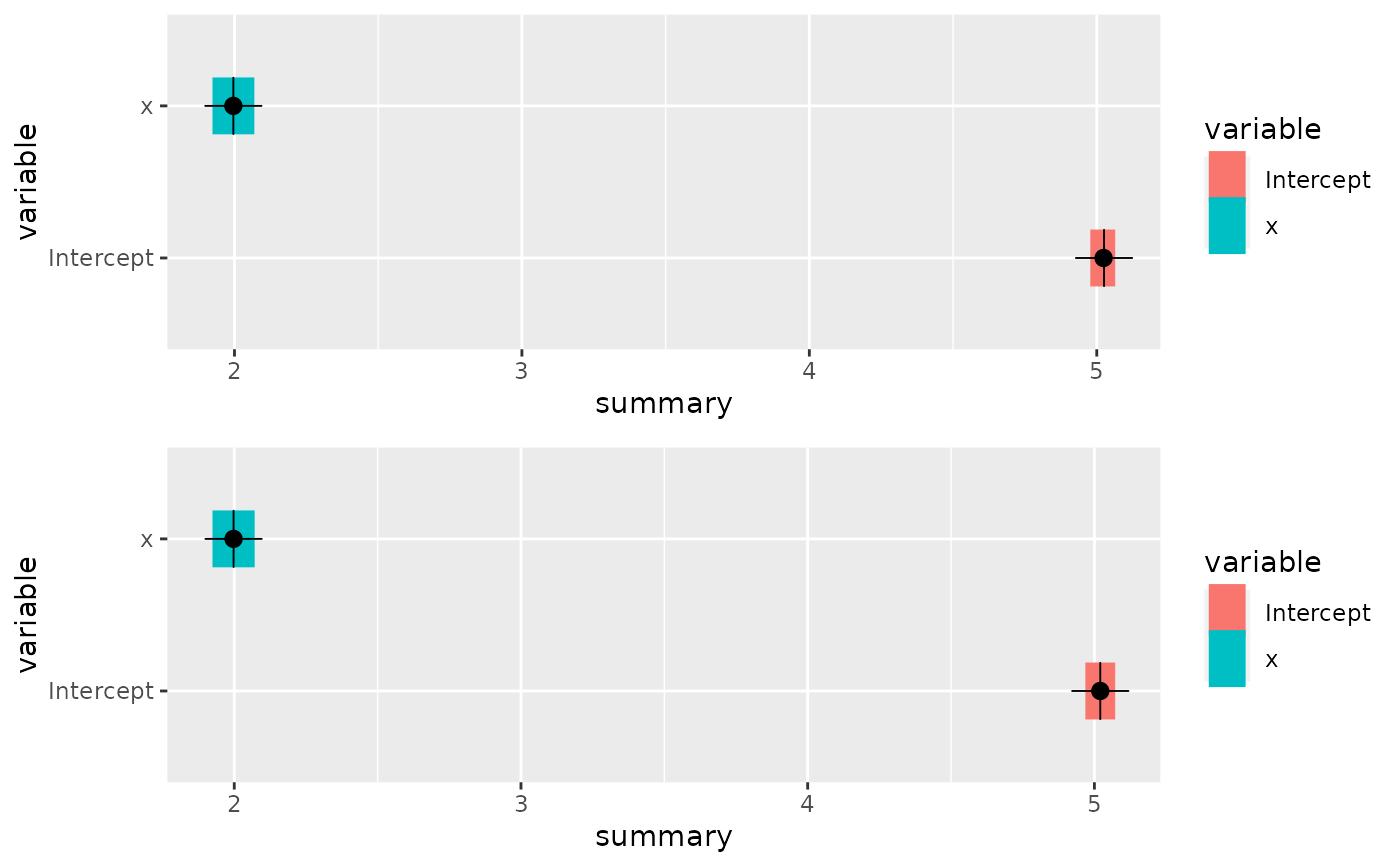 variable
x
Intercept
2 3 4 5
summary
variable
Intercept
x
variable
x
Intercept
2 3 4 5
summary
variable
Intercept
x